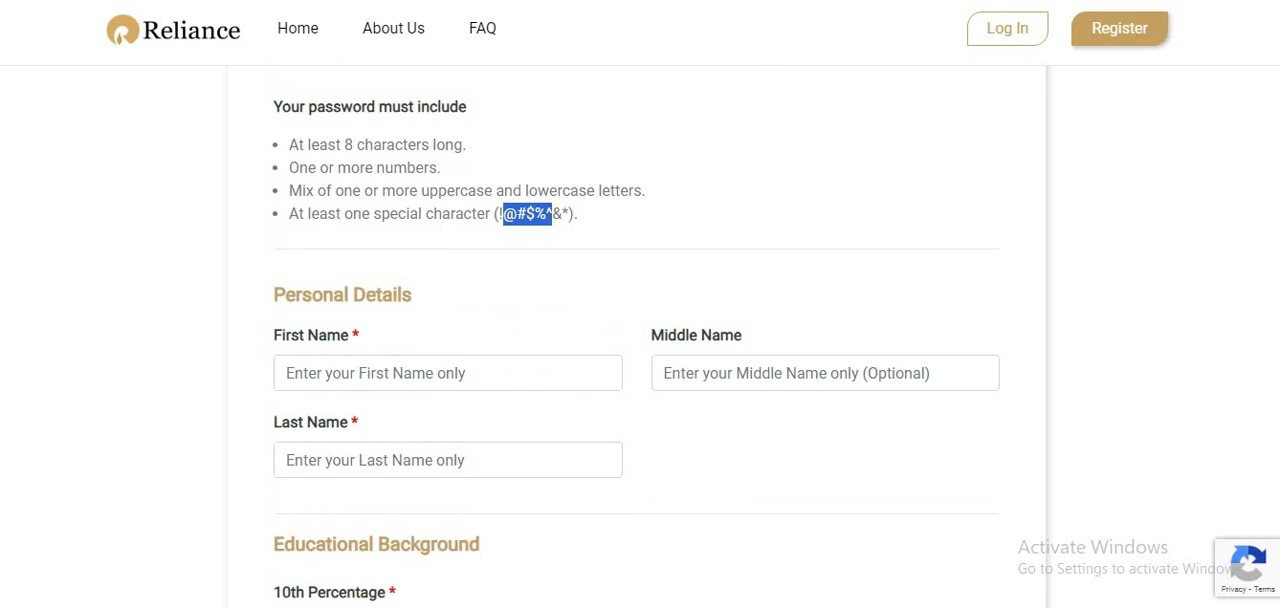 Reliance Home About Us FAQ Log In Register
Your password must include
• At least 8 characters long.
• One or more numbers.
• Mix of one or more uppercase and lowercase letters.
• At least one special character (!@#$%^&*).
Personal Details
First Name * Middle Name
Enter your First Name only Enter your Middle Name only (Optional)
Last Name *
Enter your Last Name only
Educational Background
Activate Windows
Go to Settings to activate Window
10th Percentage *
Privacy - Terms